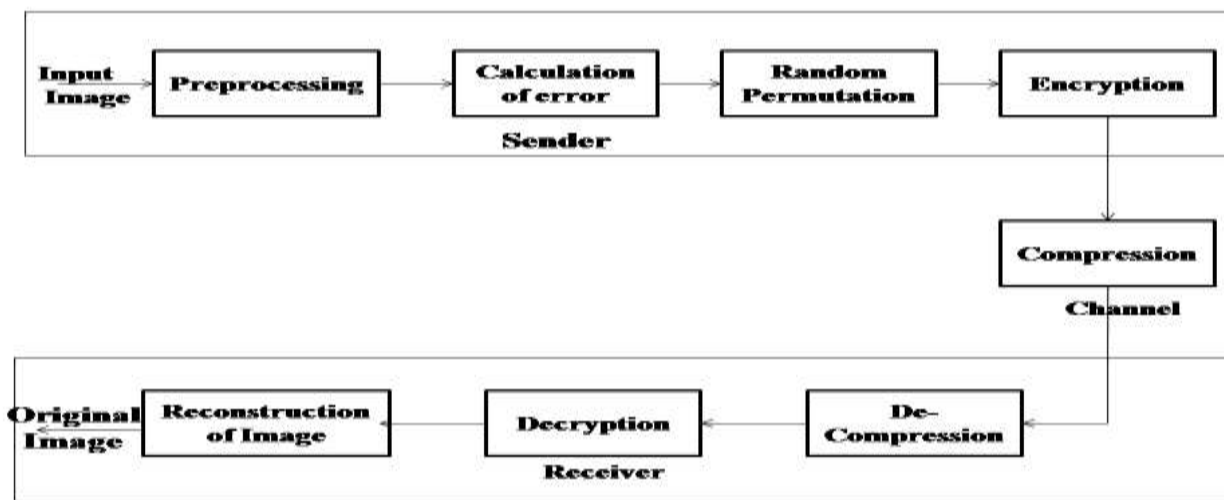 Input
Image
Preprocessing
Calculation
of error
Random
Permutation
Encryption
Sender
Compression
Channel
De-
Compression
Decryption
Reconstruction
of Image
Original
Image
Receiver